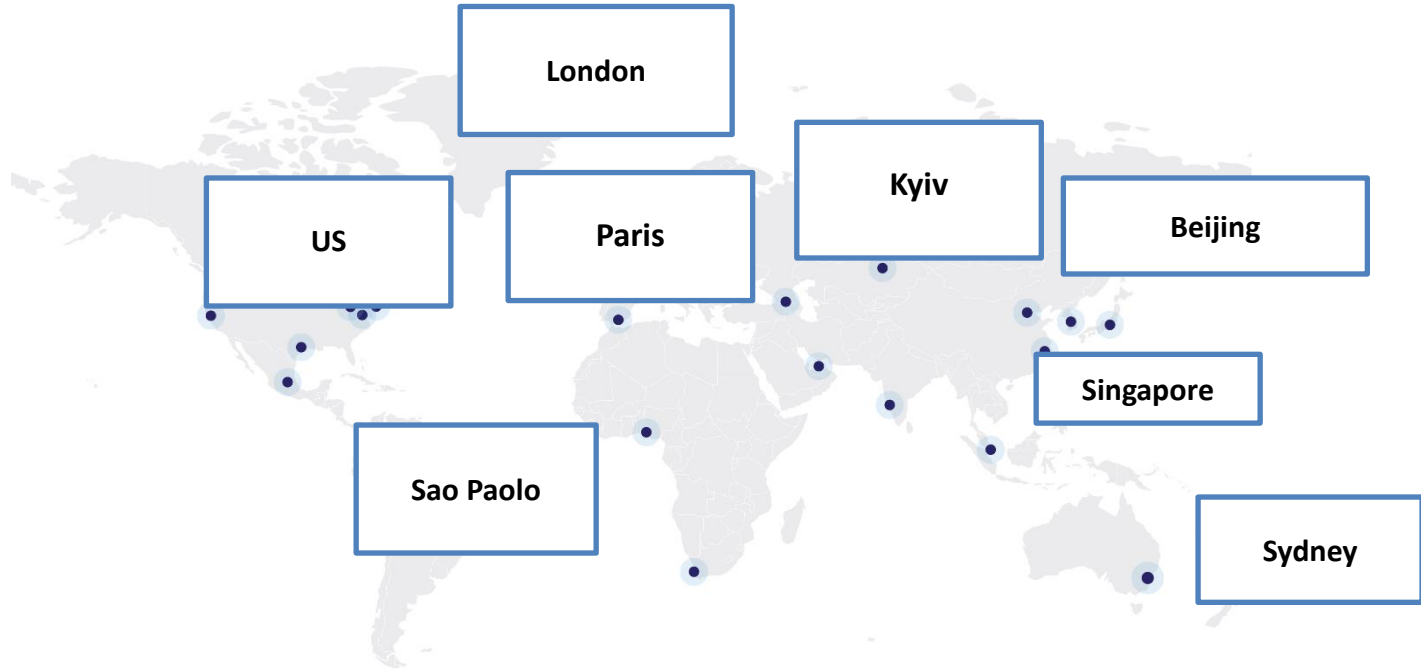 London
Kyiv
Beijing
US
Paris
Singapore
Sao Paolo
Sydney